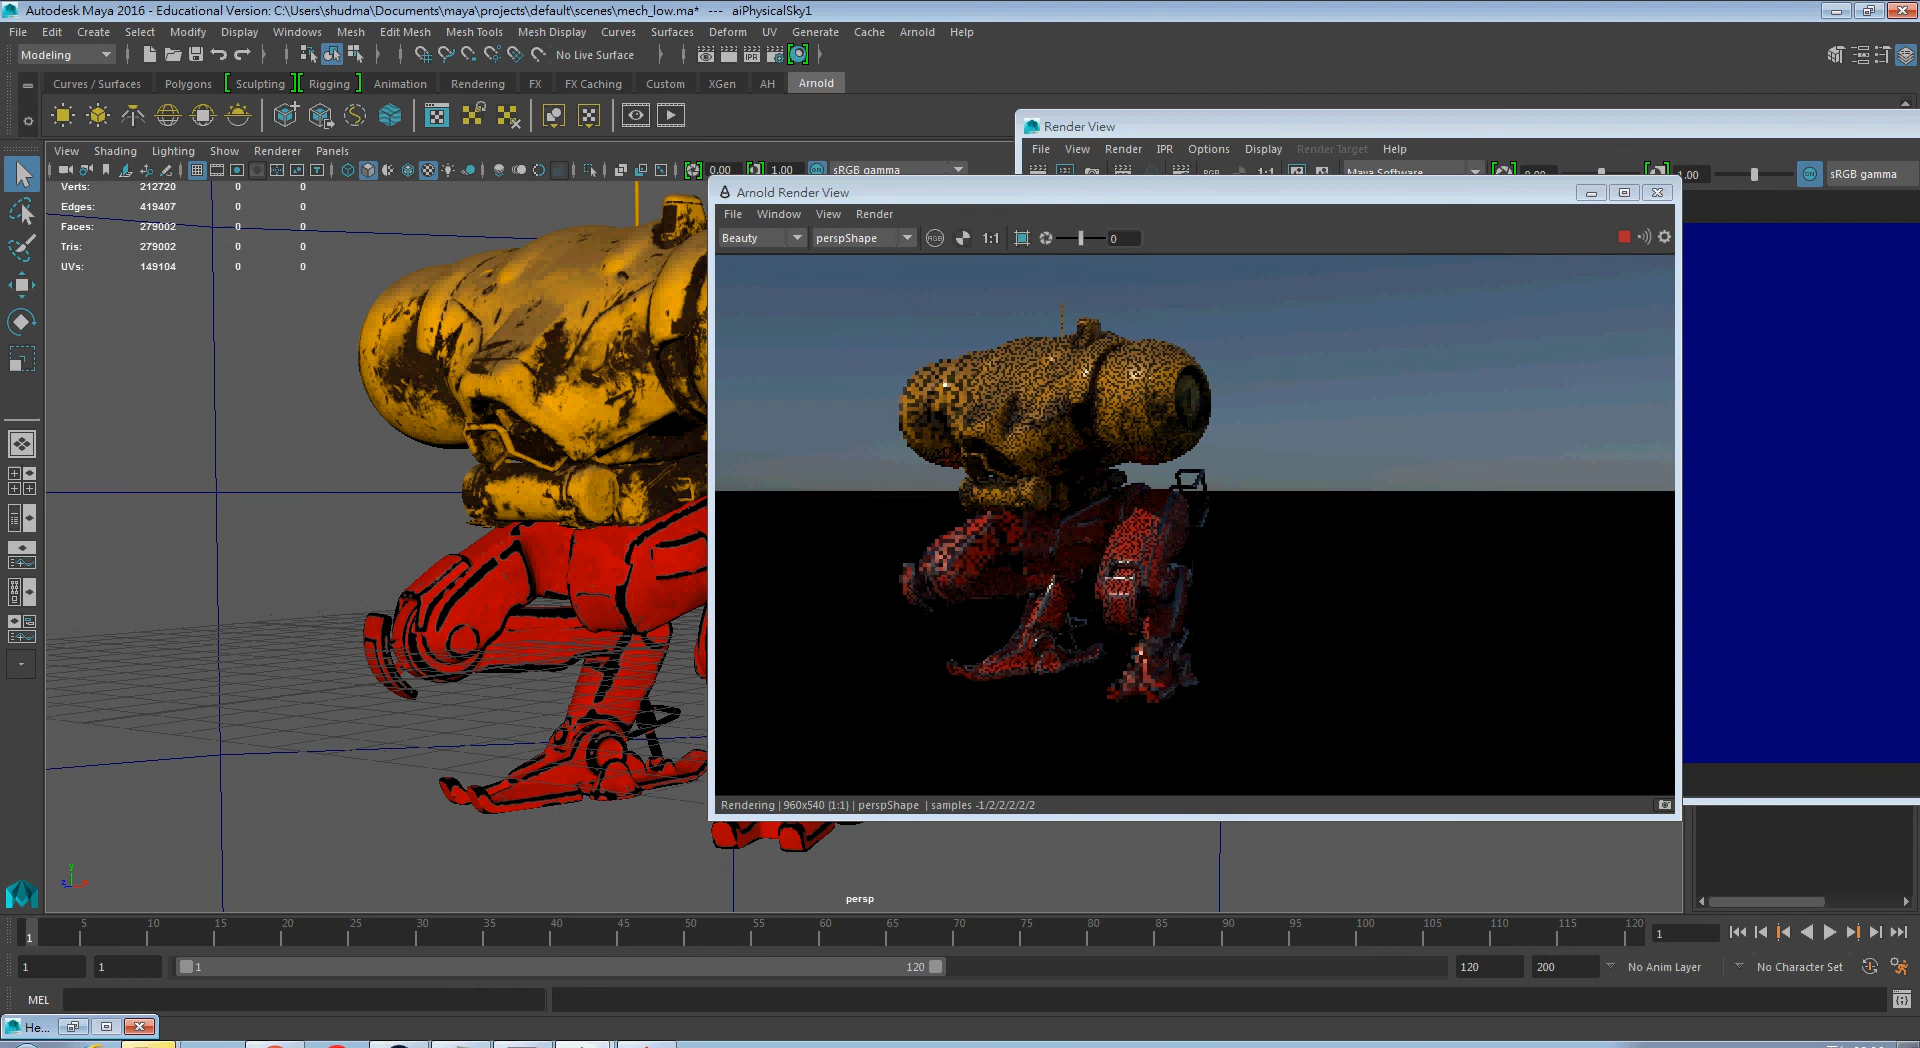 Autodesk Maya 2016 - Educational Version: C:\Users\shudma\Documents\maya\projects\default\scenes\mech_low.ma* --- aiPhysicalSky1
File Edit Create Select Modify Display Windows Mesh Edit Mesh Mesh Tools Mesh Display Curves Surfaces Deform UV Generate Cache Arnold Help
Modeling No Live Surface IPR
Curves / Surfaces Polygons Sculpting Rigging Animation Rendering FX FX Caching Custom XGen AH Arnold
Render View
File View Render IPR Options Display Render Target Help
1.00 sRGB gamma
View Shading Lighting Show Renderer Panels
0.00 1.00 sRGB gamma
Verts: 212720 0 0
Edges: 419407 0 0
Faces: 279002 0 0
Tris: 279002 0 0
UVs: 149104 0 0
Arnold Render View
File Window View Render
Beauty perspShape RGB 1:1 0
Rendering | 960x540 (1:1) | perspShape | samples -1/2/2/2/2/2
persp
5 10 15 20 25 30 35 40 45 50 55 60 65 70 75 80 85 90 95 100 105 110 115 120
1 1
1 1 1 120 120 200 No Anim Layer No Character Set
MEL
He...